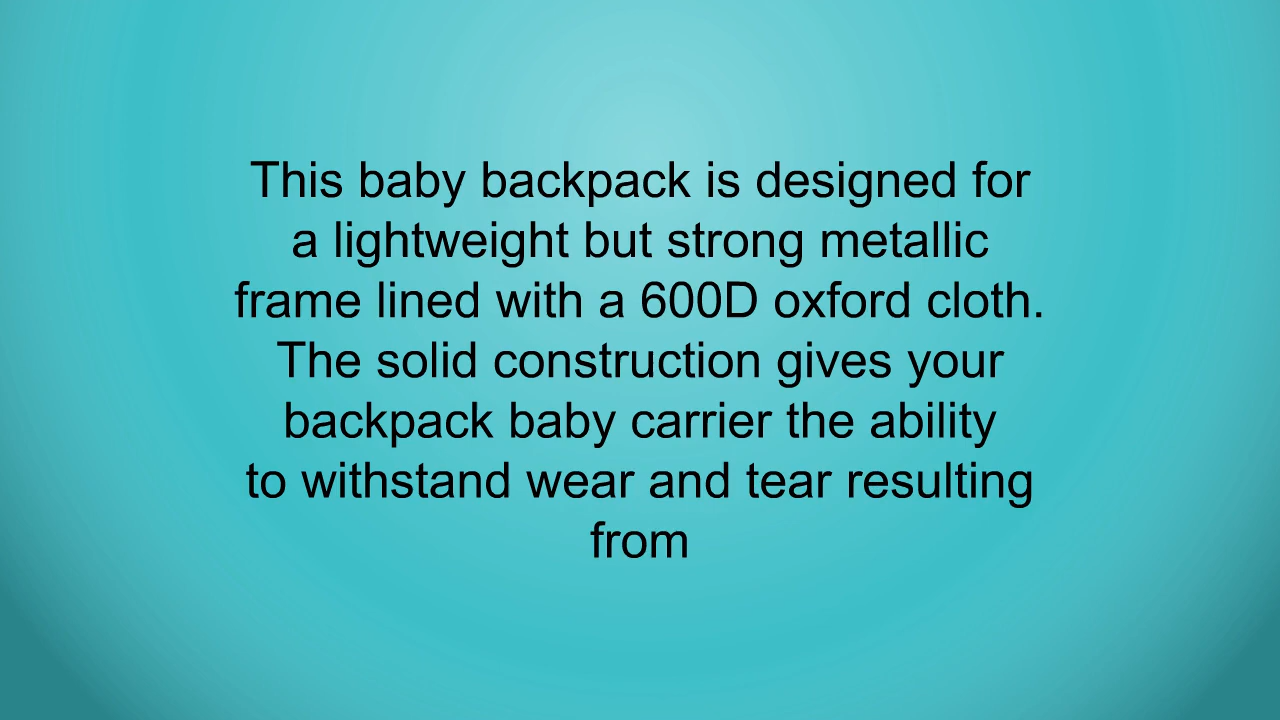 This baby backpack is designed for
a lightweight but strong metallic
frame lined with a 600D oxford cloth.
The solid construction gives your
backpack baby carrier the ability
to withstand wear and tear resulting
from